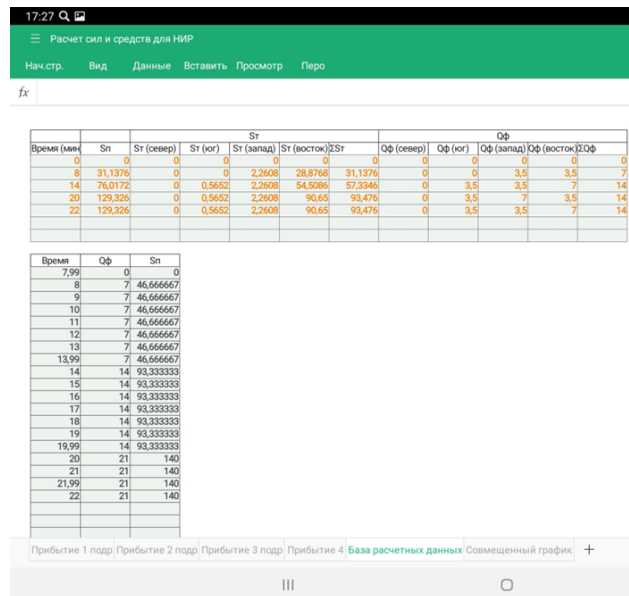 17:27
Расчет сил и средств для НИР
Нач.стр. Вид Данные Вставить Просмотр Перо
fx
Sт Qф
Время (мин Sп Sт (север) Sт (юг) Sт (запад) Sт (восток) ΣSт Qф (север) Qф (юг) Qф (запад) Qф (восток) ΣQф
0 0 0 0 0 0 0 0 0 0 0 0
8 31,1376 0 0 2,2608 28,8768 31,1376 0 0 3,5 3,5 7
14 76,0172 0 0,5652 2,2608 54,5086 57,3346 0 3,5 3,5 7 14
20 129,326 0 0,5652 2,2608 90,65 93,476 0 3,5 7 3,5 14
22 129,326 0 0,5652 2,2608 90,65 93,476 0 3,5 3,5 7 14
Время Qф Sп
7,99 0 0
8 7 46,666667
9 7 46,666667
10 7 46,666667
11 7 46,666667
12 7 46,666667
13 7 46,666667
13,99 7 46,666667
14 14 93,333333
15 14 93,333333
16 14 93,333333
17 14 93,333333
18 14 93,333333
19 14 93,333333
19,99 14 93,333333
20 21 140
21 21 140
21,99 21 140
22 21 140
Прибытие 1 подр Прибытие 2 подр Прибытие 3 подр Прибытие 4 База расчетных данных Совмещенный график +